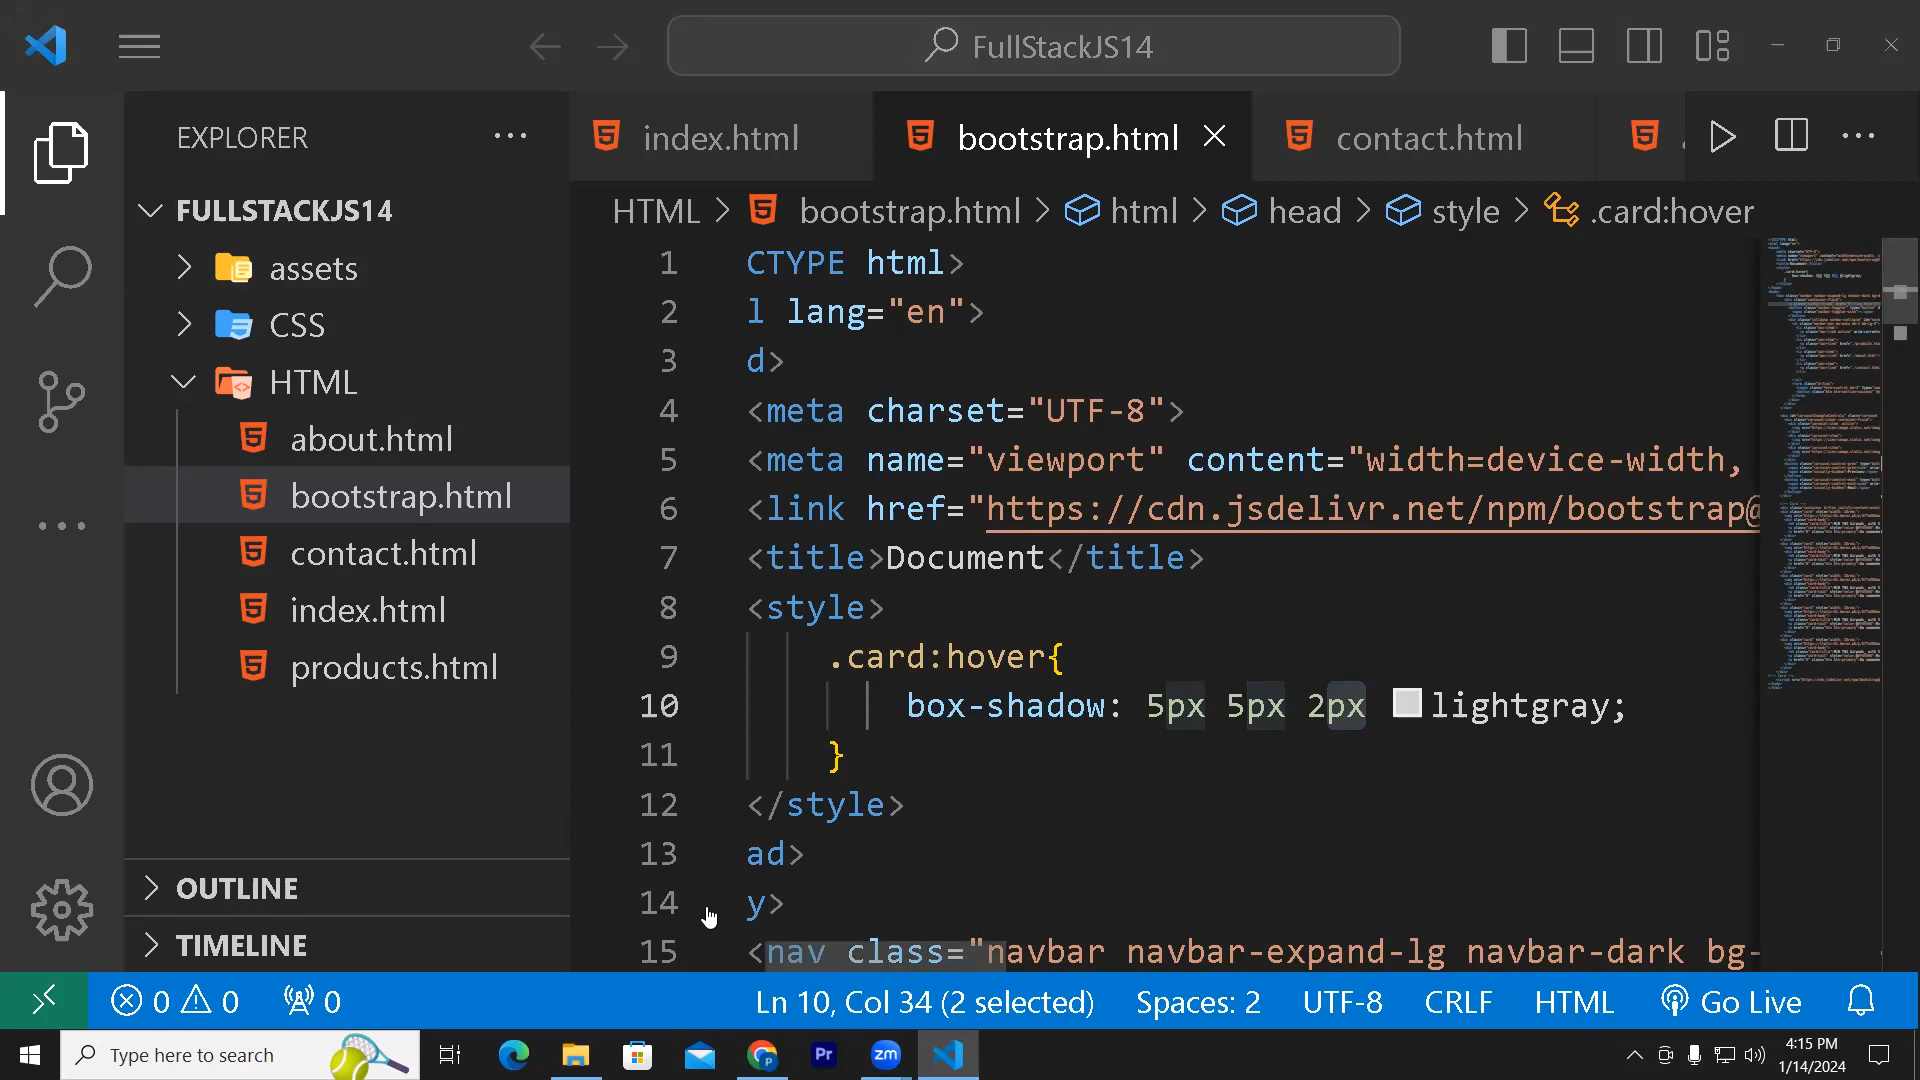 FullStackJS14
EXPLORER
index.html
bootstrap.html
contact.html
FULLSTACKJS14
HTML
bootstrap.html
html
head
style
.card:hover
assets
CSS
HTML
about.html
bootstrap.html
contact.html
index.html
products.html
OUTLINE
TIMELINE
1 CTYPE html>
2 l lang="en">
3 d>
4 <meta charset="UTF-8">
5 <meta name="viewport" content="width=device-width,
6 <link href="https://cdn.jsdelivr.net/npm/bootstrap@
7 <title>Document</title>
8 <style>
9 .card:hover{
10 box-shadow: 5px 5px 2px lightgray;
11 }
12 </style>
13 ad>
14 y>
15 <nav class="navbar navbar-expand-lg navbar-dark bg-
0 0 0 Ln 10, Col 34 (2 selected) Spaces: 2 UTF-8 CRLF HTML Go Live
Type here to search
Pr
zm
4:15 PM
1/14/2024